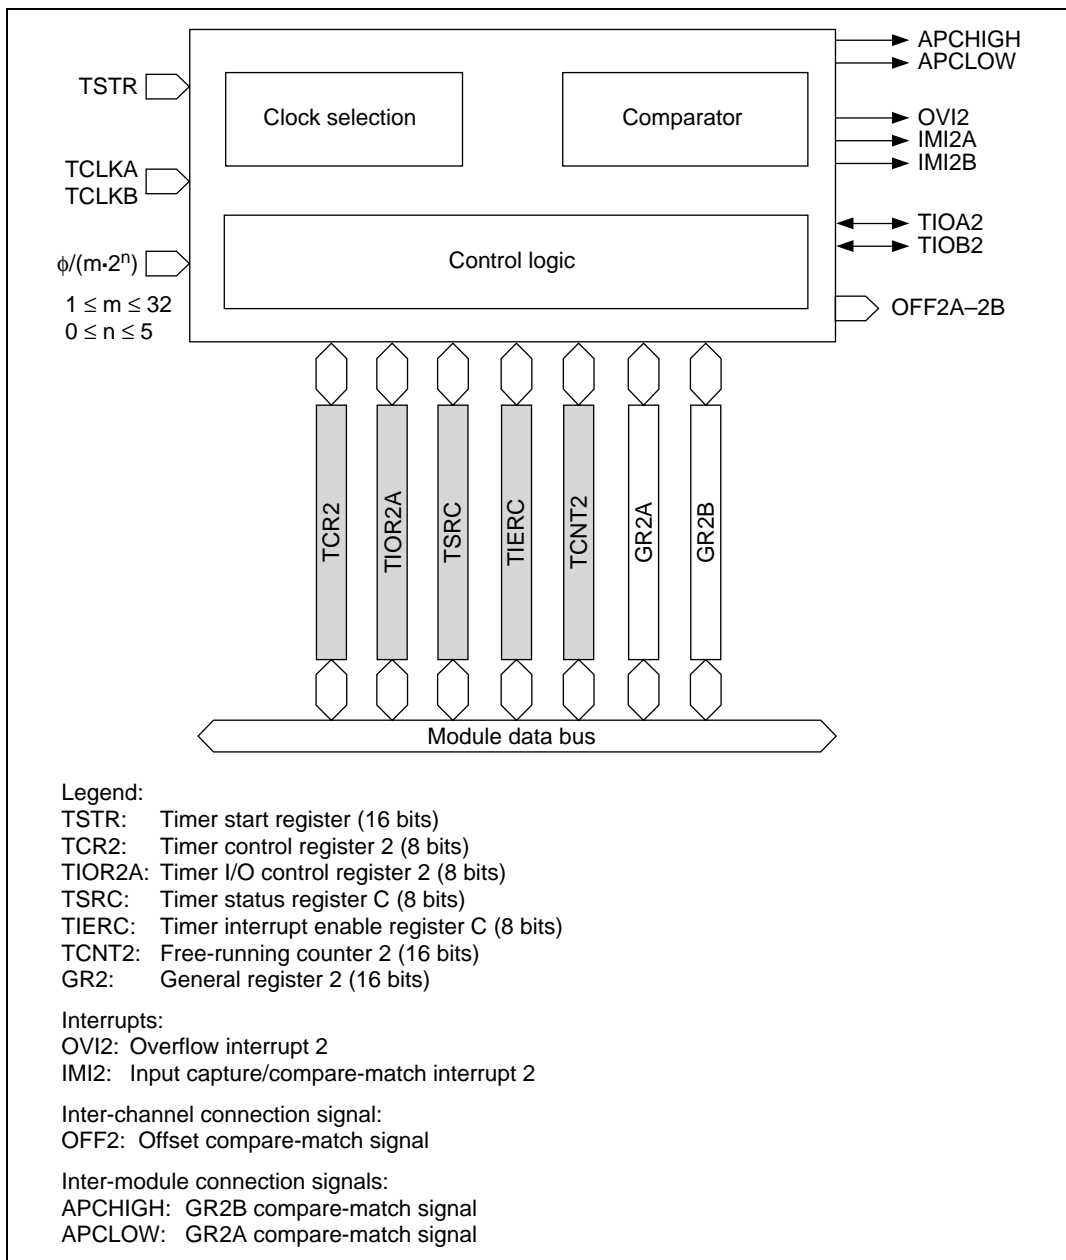 TSTR
TCLKA
TCLKB
ϕ/(m·2ⁿ)
1 ≤ m ≤ 32
0 ≤ n ≤ 5
Clock selection
Comparator
Control logic
APCHIGH
APCLOW
OVI2
IMI2A
IMI2B
TIOA2
TIOB2
OFF2A–2B
TCR2
TIOR2A
TSRC
TIERC
TCNT2
GR2A
GR2B
Module data bus
Legend:
TSTR: Timer start register (16 bits)
TCR2: Timer control register 2 (8 bits)
TIOR2A: Timer I/O control register 2 (8 bits)
TSRC: Timer status register C (8 bits)
TIERC: Timer interrupt enable register C (8 bits)
TCNT2: Free-running counter 2 (16 bits)
GR2: General register 2 (16 bits)
Interrupts:
OVI2: Overflow interrupt 2
IMI2: Input capture/compare-match interrupt 2
Inter-channel connection signal:
OFF2: Offset compare-match signal
Inter-module connection signals:
APCHIGH: GR2B compare-match signal
APCLOW: GR2A compare-match signal